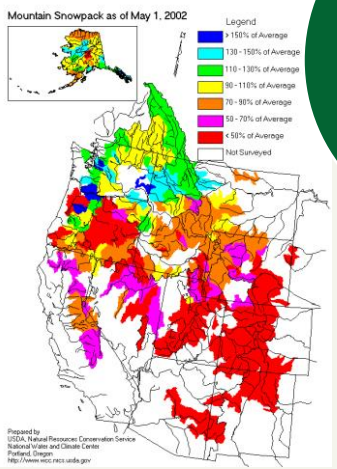 Mountain Snowpack as of May 1, 2002
Legend
> 150% of Average
130 - 150% of Average
110 - 130% of Average
90 - 110% of Average
70 - 90% of Average
50 - 70% of Average
< 50% of Average
Not Surveyed
Prepared by
USDA, Natural Resources Conservation Service
National Water and Climate Center
Portland, Oregon
http://www.wcc.nrcs.usda.gov